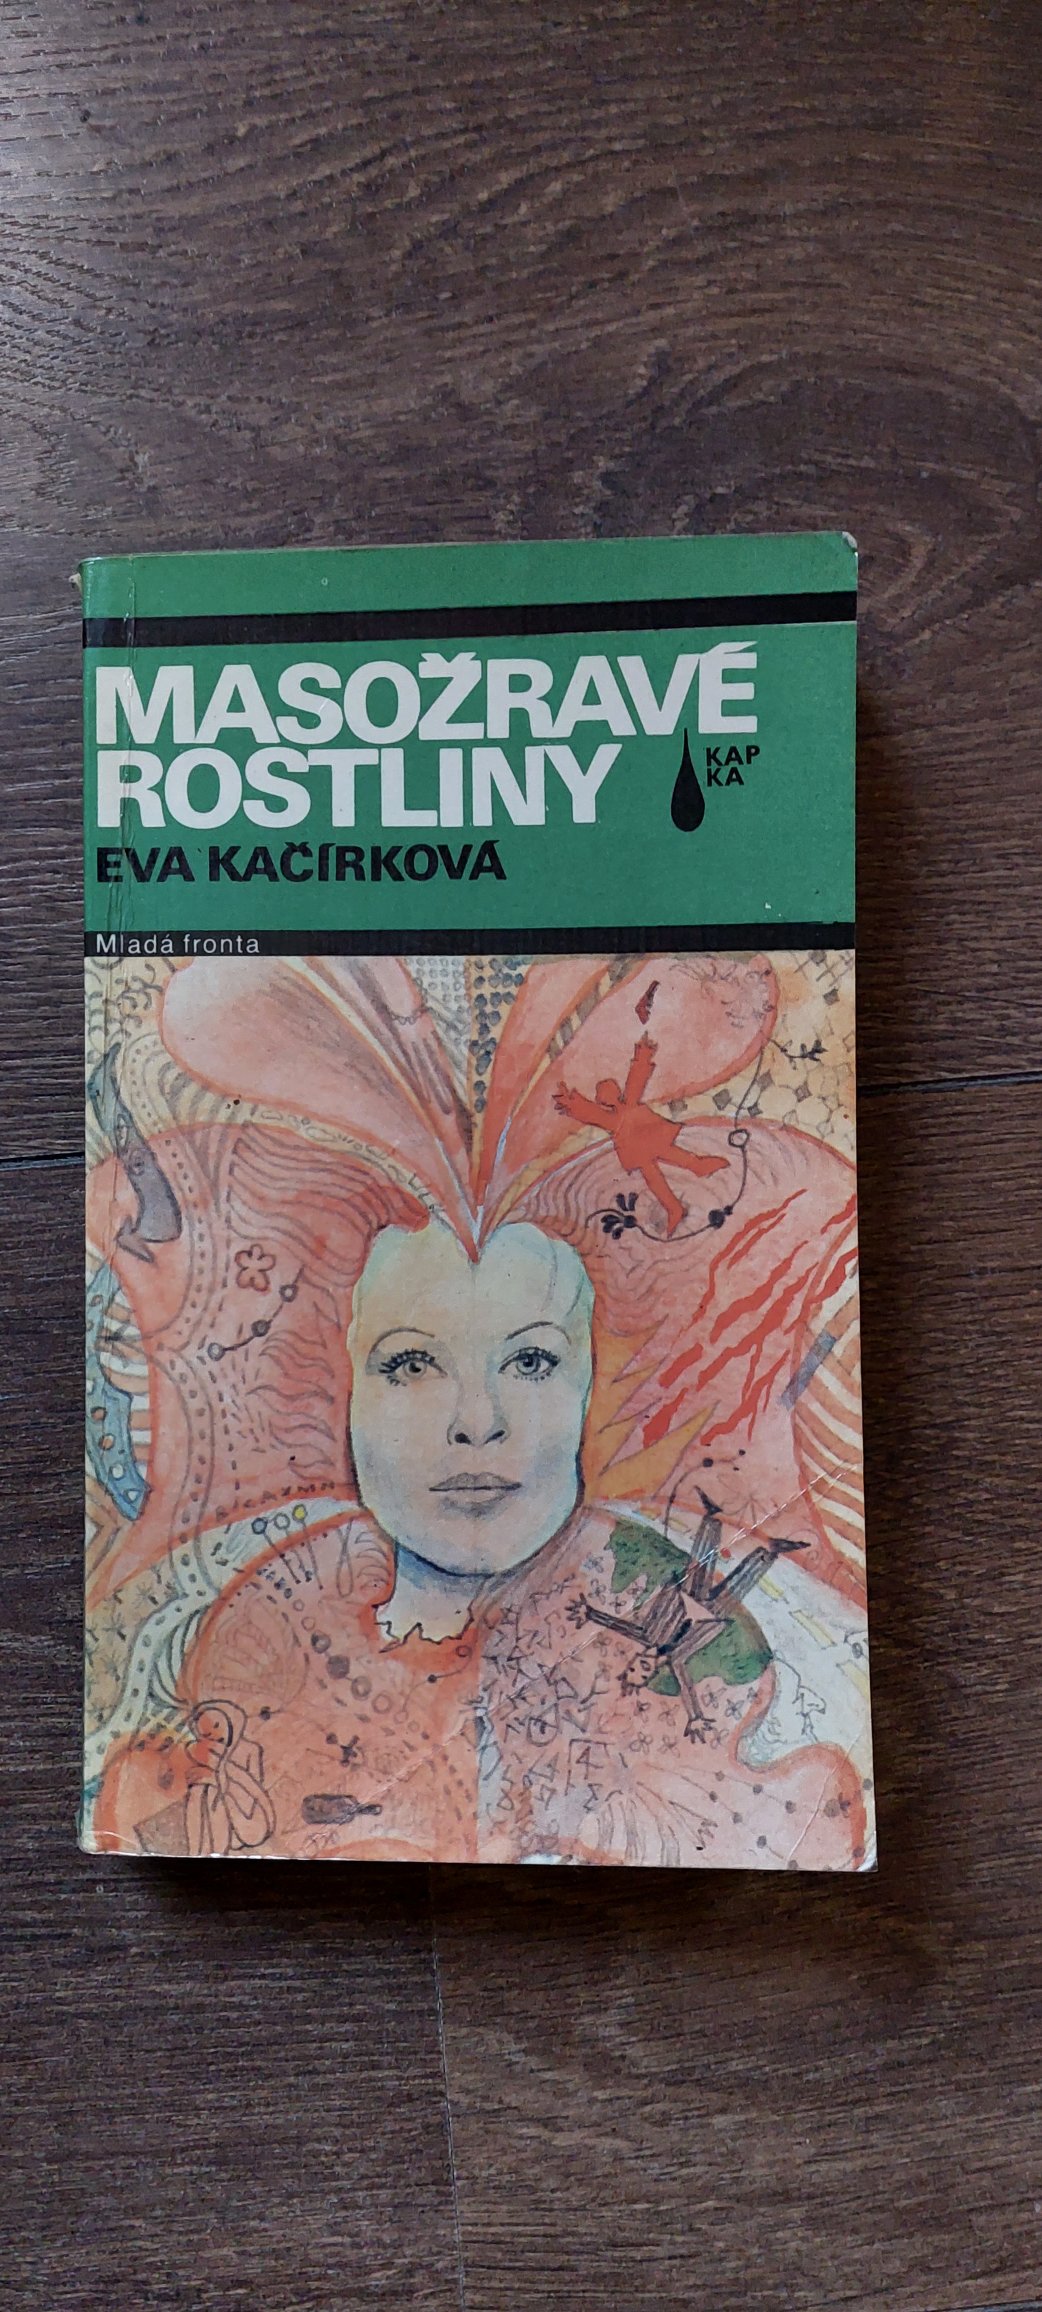 MASOŽRAVÉ
ROSTLINY
KAP
KA
EVA KAČÍRKOVÁ
Mladá fronta